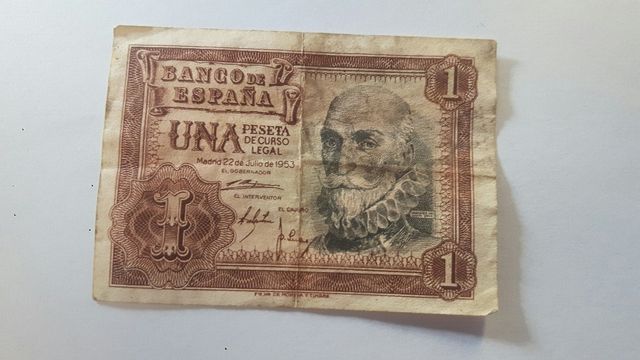 BANCO DE
ESPAÑA
1
UNA PESETA
DE CURSO
LEGAL
Madrid 22 de Julio de 1953
EL GOBERNADOR
EL INTERVENTOR
EL CAJERO
1
1